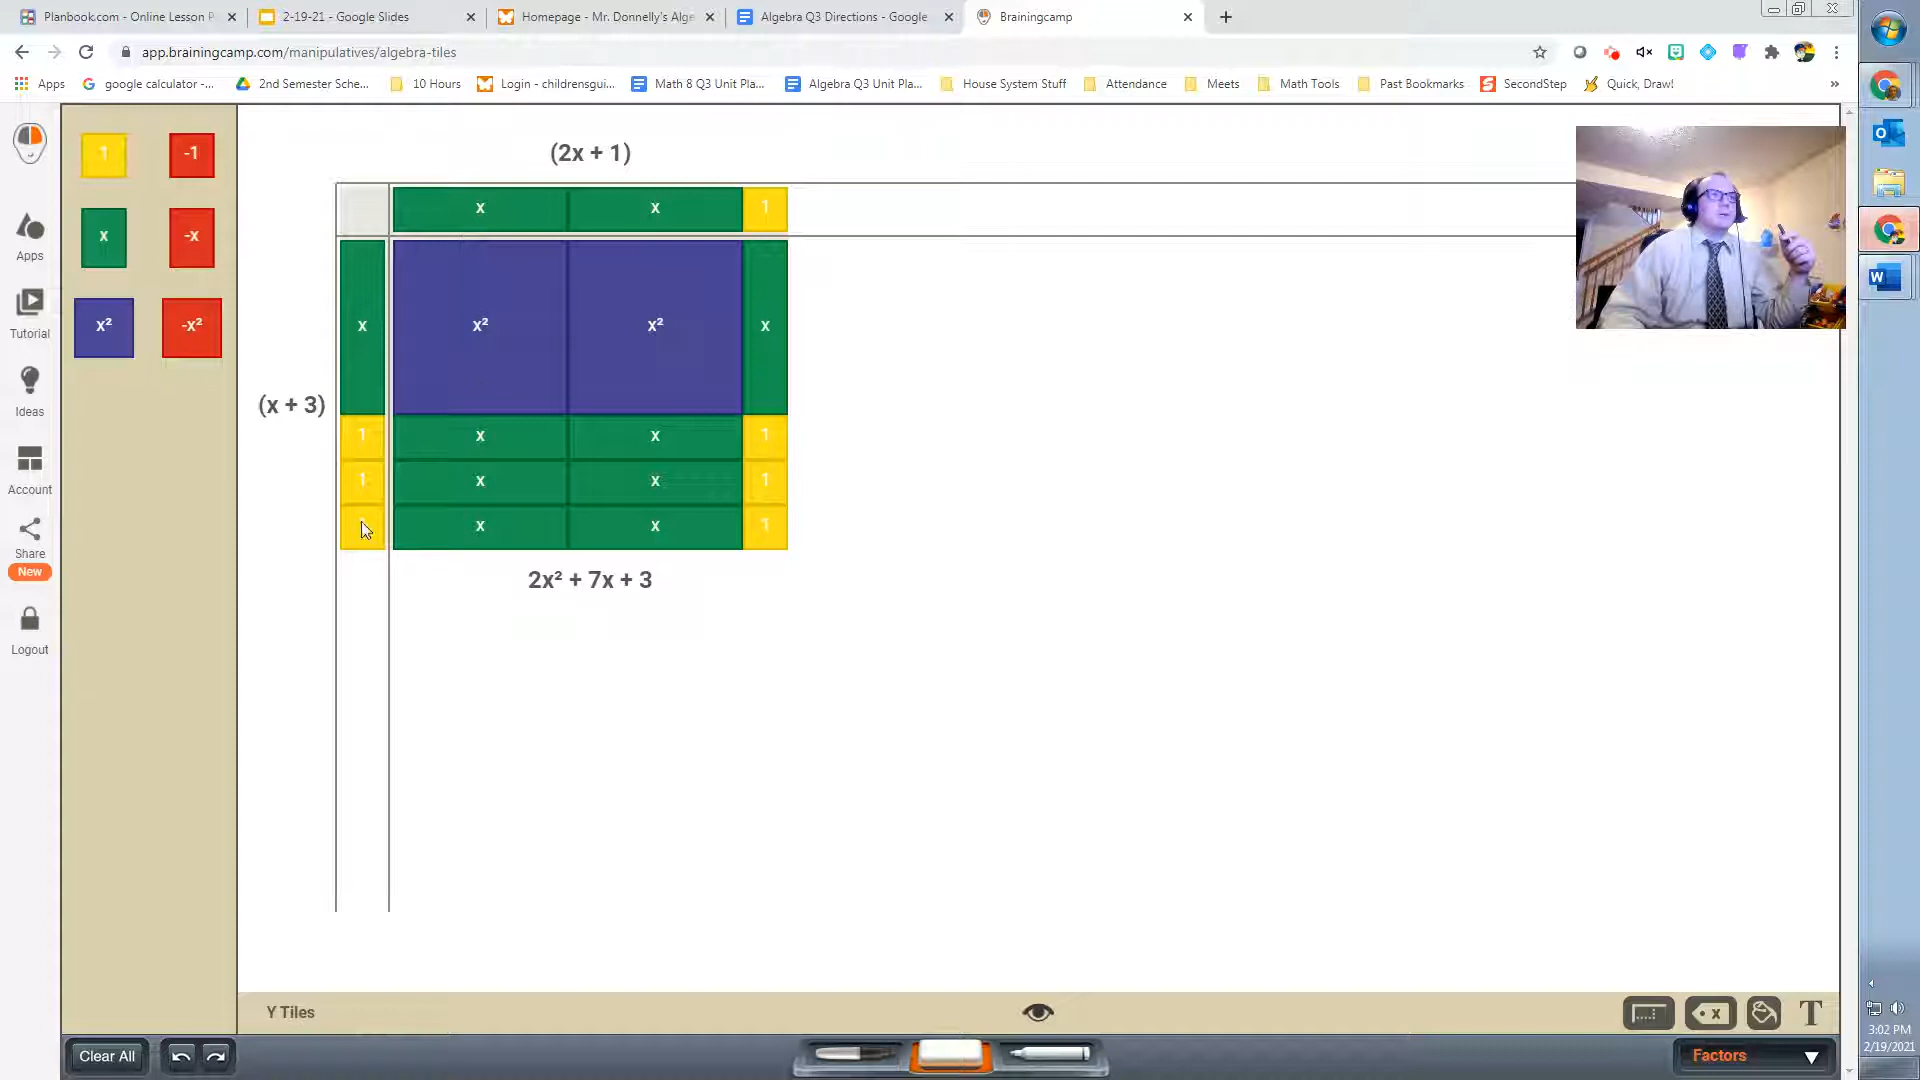 Planbook.com - Online Lesson P
2-19-21 - Google Slides
Homepage - Mr. Donnelly's Alge
Algebra Q3 Directions - Google
Brainingcamp
app.brainingcamp.com/manipulatives/algebra-tiles
Apps
google calculator -...
2nd Semester Sche...
10 Hours
Login - childrensgui...
Math 8 Q3 Unit Pla...
Algebra Q3 Unit Pla...
House System Stuff
Attendance
Meets
Math Tools
Past Bookmarks
SecondStep
Quick, Draw!
»
1 -1
x -x
x² -x²
Apps
Tutorial
Ideas
Account
Share
New
Logout
(2x + 1)
x x 1
x x² x² x
(x + 3)
1 x x 1
1 x x 1
x x 1
2x² + 7x + 3
Y Tiles
x
T
Clear All
Factors
3:02 PM
2/19/2021